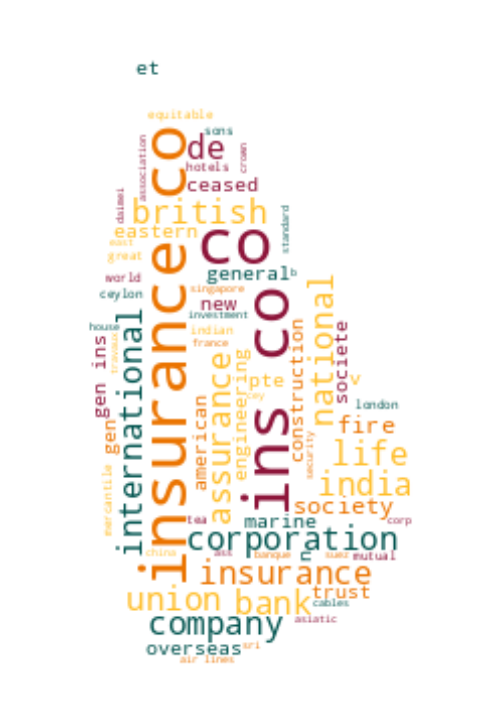 et
equitable
sons
association
insurance co
de
crown
hotels
ceased
daimei
british
standard
eastern
co
east
great
general
b
world
singapore
ceylon
new
ins co
national
investment
house
international
indian
travaux
gen ins
france
construction
societe
assurance
engineering
pte
v
american
cey
london
gen
fire
security
life
mercantile
india
society
tea
marine
corp
corporation
china
ass
banque
n
suez
mutual
insurance
union
bank
trust
cables
company
asiatic
overseas
sri
air lines